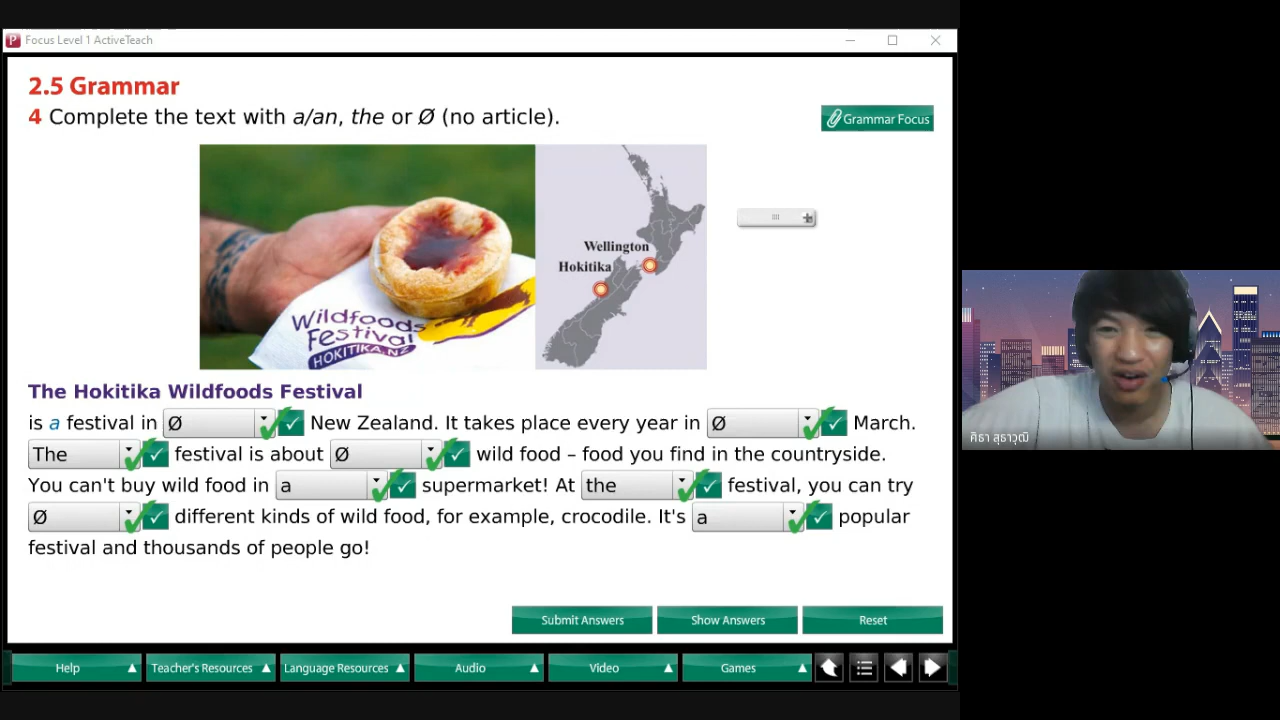 Focus Level 1 ActiveTeach
2.5 Grammar
4 Complete the text with a/an, the or Ø (no article).
Grammar Focus
Wellington
Hokitika
Wildfoods
Festival
HOKITIKA.NZ
ศิธา สุธาวุฒิ
The Hokitika Wildfoods Festival
is a festival in Ø New Zealand. It takes place every year in Ø March.
The festival is about Ø wild food – food you find in the countryside.
You can't buy wild food in a supermarket! At the festival, you can try
Ø different kinds of wild food, for example, crocodile. It's a popular
festival and thousands of people go!
Submit Answers Show Answers Reset
Help Teacher's Resources Language Resources Audio Video Games